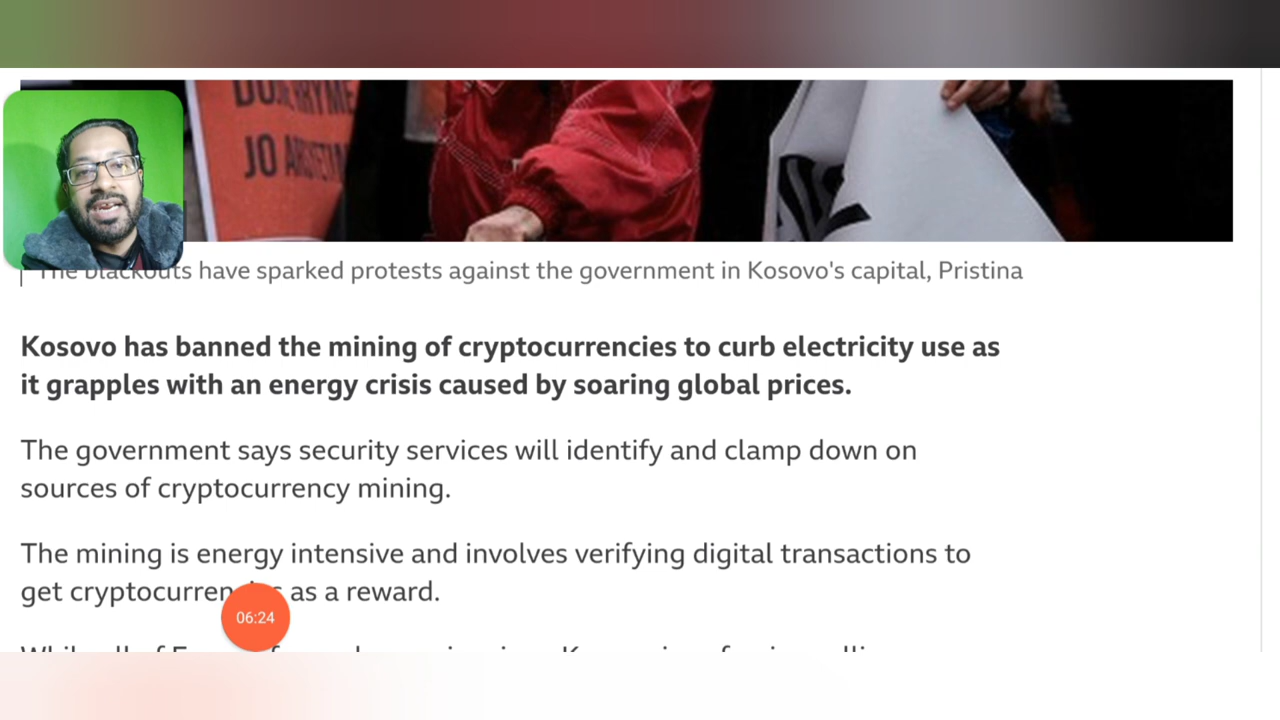 JO
The blackouts have sparked protests against the government in Kosovo's capital, Pristina
Kosovo has banned the mining of cryptocurrencies to curb electricity use as
it grapples with an energy crisis caused by soaring global prices.
The government says security services will identify and clamp down on
sources of cryptocurrency mining.
The mining is energy intensive and involves verifying digital transactions to
get cryptocurrencies as a reward.
06:24